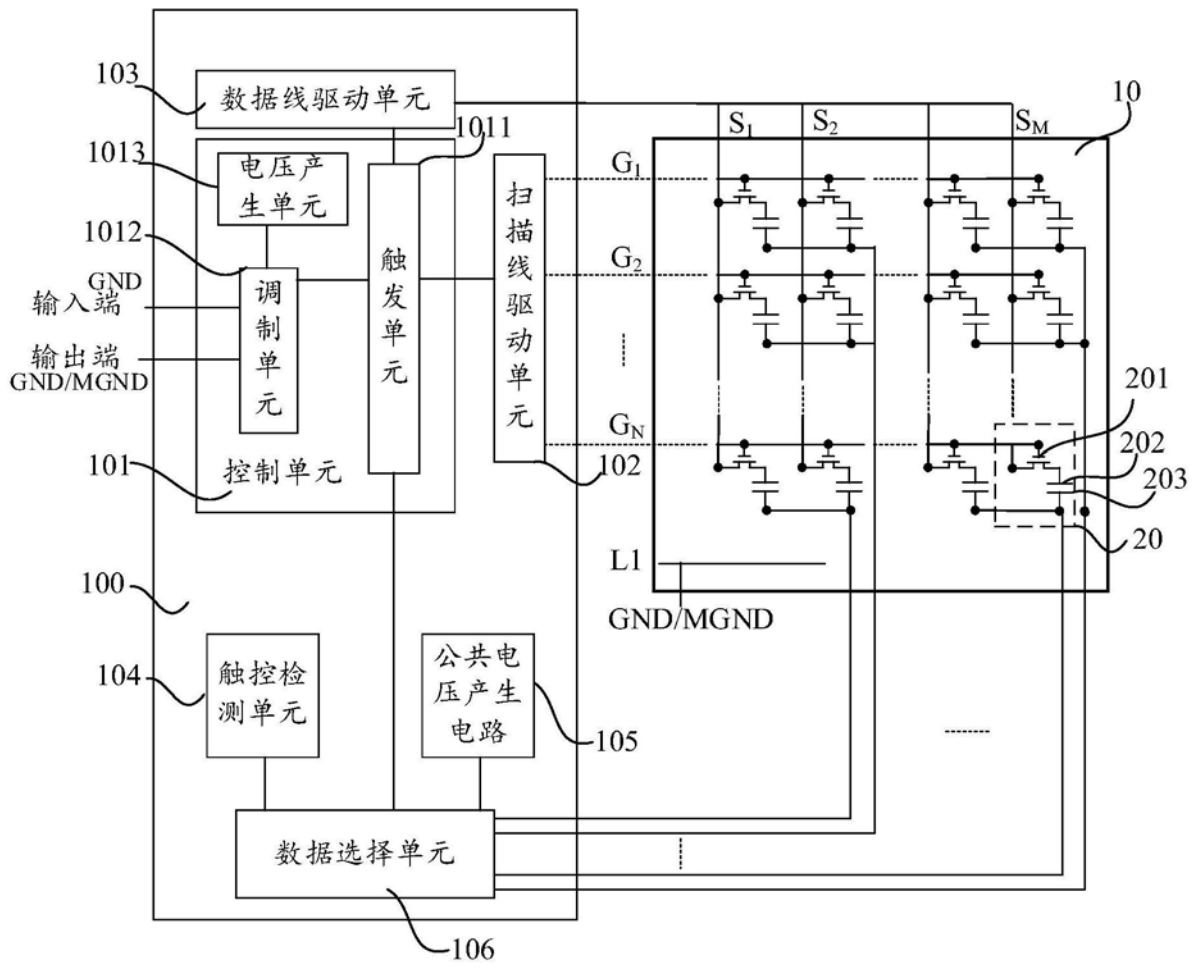 103
数据线驱动单元
1011
10
S1
S2
SM
1013
电压产
生单元
G1
1012
GND
输入端
输出端
GND/MGND
调制单元
触发单元
扫描线驱动单元
G2
GN
201
202
203
20
101
控制单元
102
L1
GND/MGND
100
104
触控检
测单元
公共电
压产生
电路
105
数据选择单元
106